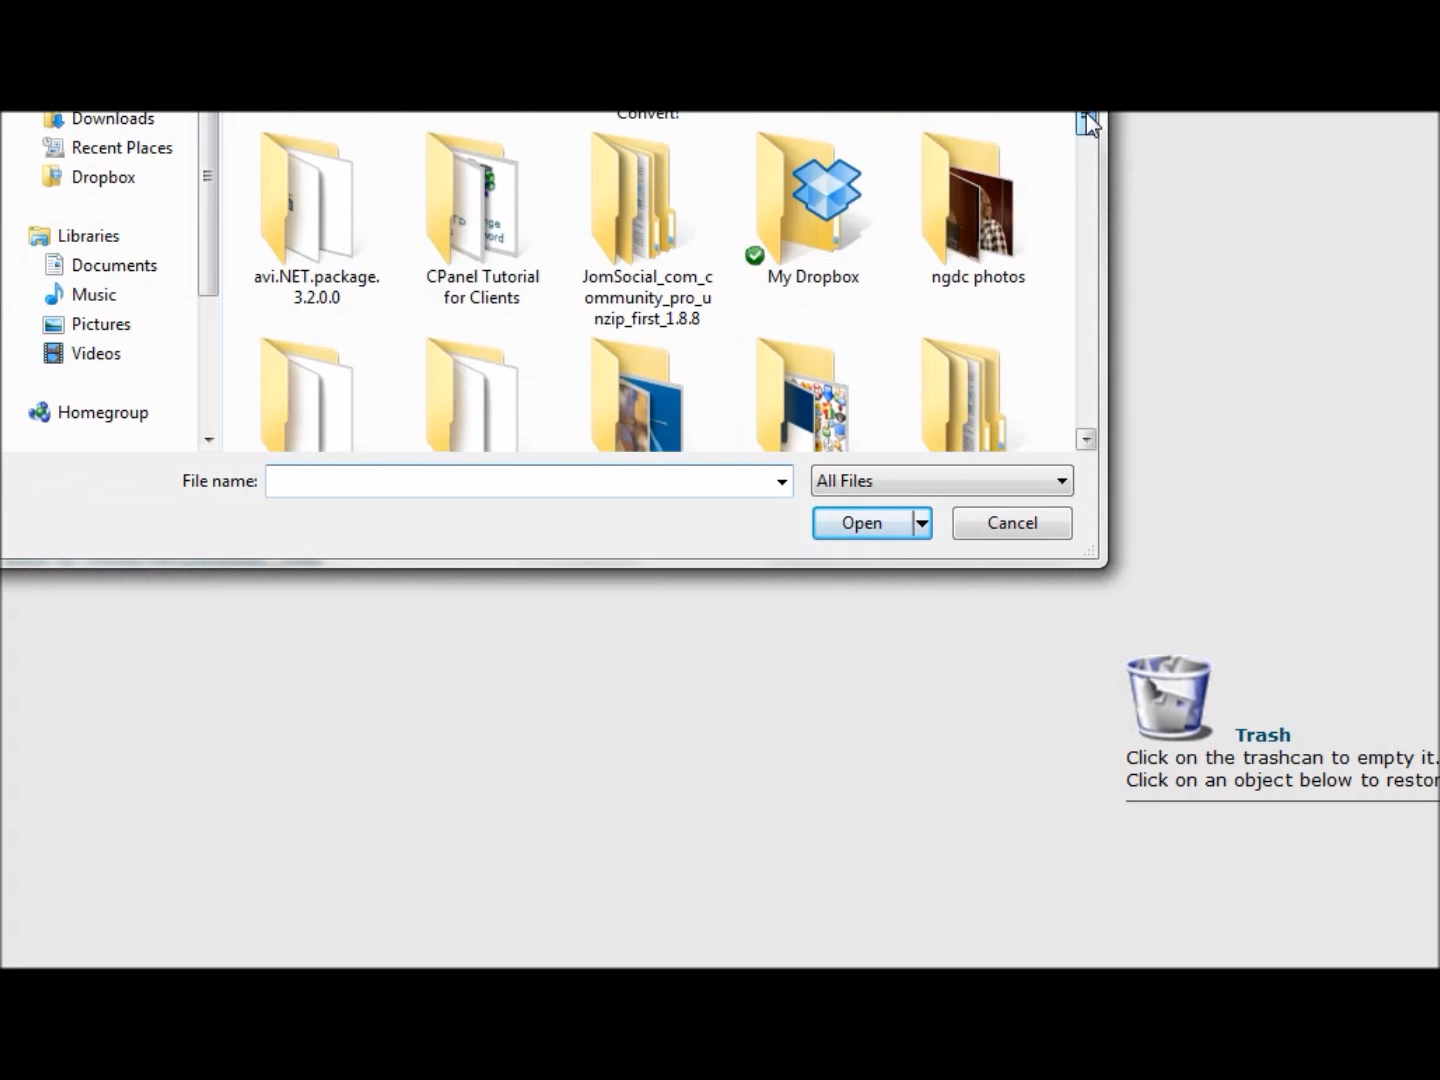 Downloads
Recent Places
Dropbox
Libraries
Documents
Music
Pictures
Videos
Homegroup
Convert!
avi.NET.package.
3.2.0.0
CPanel Tutorial
for Clients
JomSocial_com_c
ommunity_pro_u
nzip_first_1.8.8
My Dropbox
ngdc photos
File name:
All Files
Open
Cancel
Trash
Click on the trashcan to empty it.
Click on an object below to restor